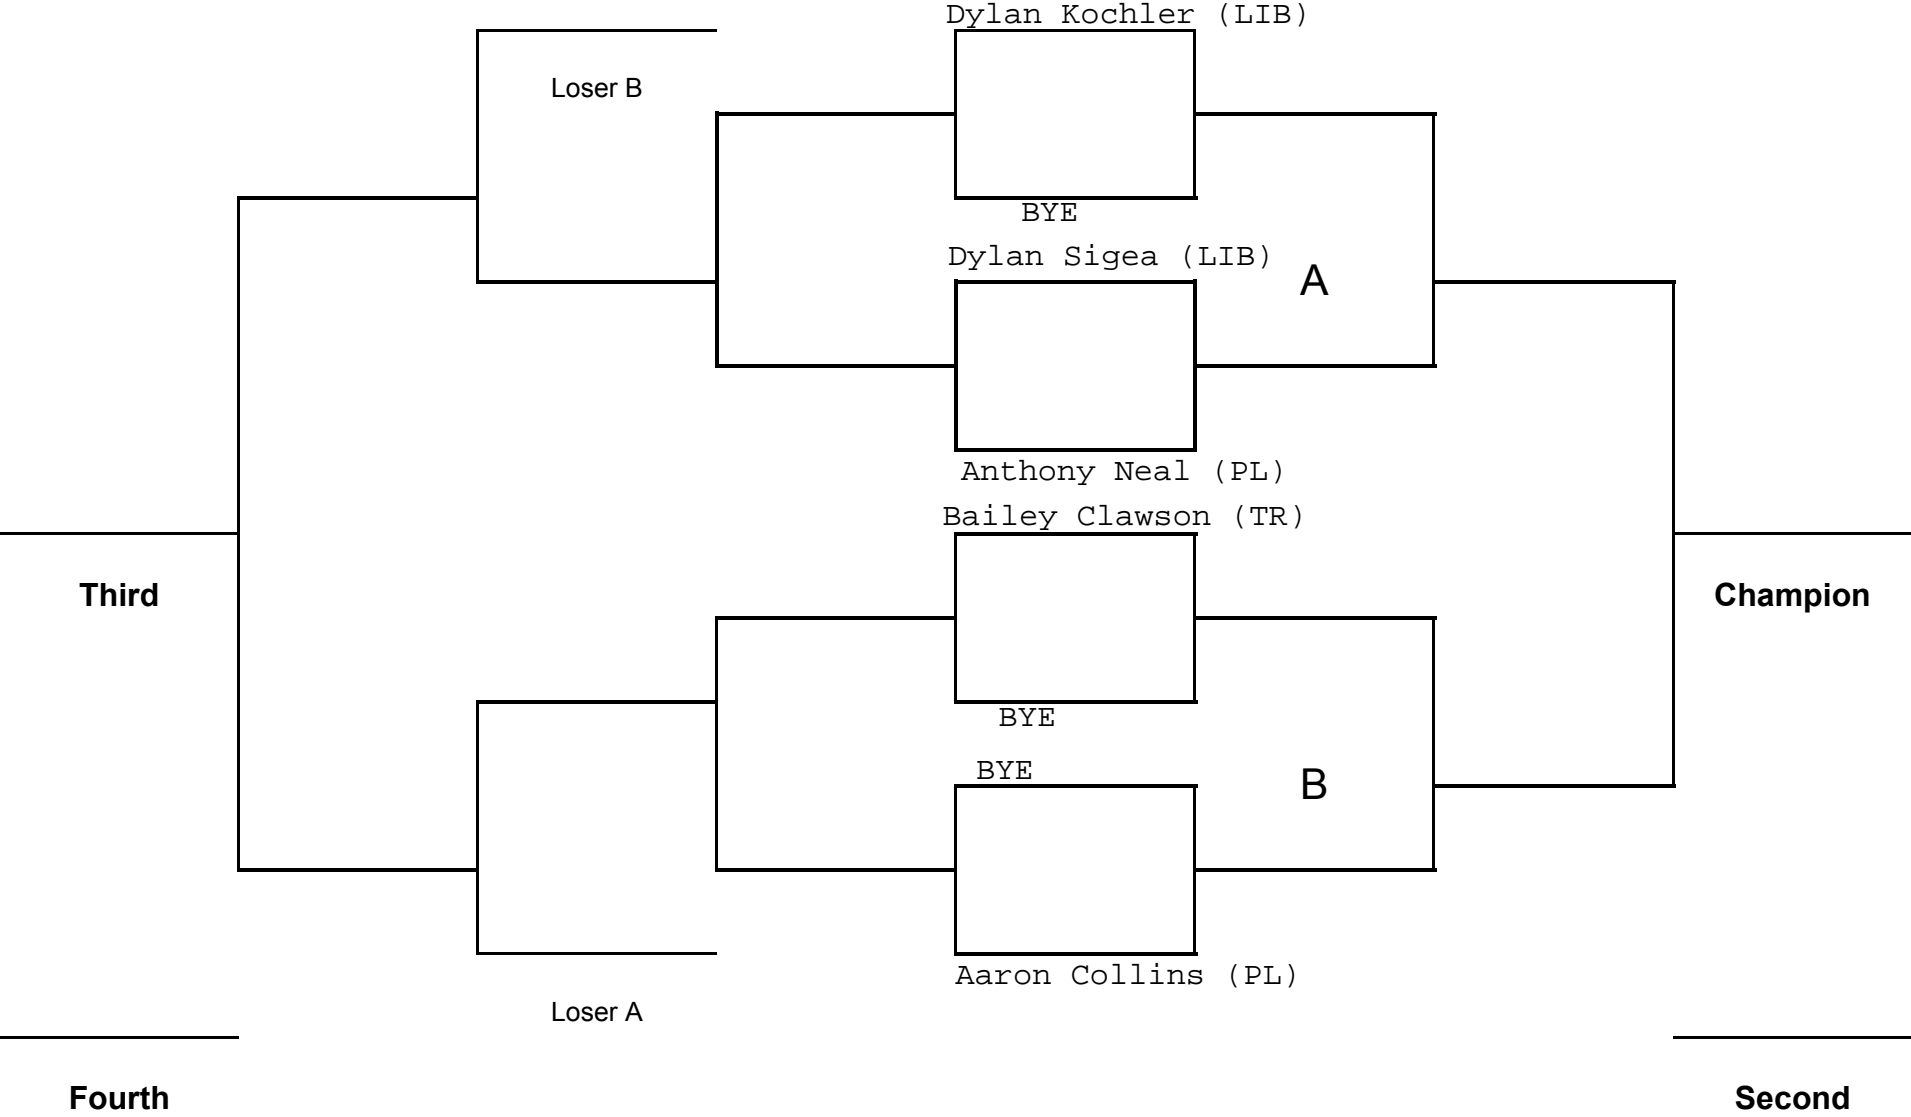 Dylan Kochler (LIB)
Loser B
BYE
Dylan Sigea (LIB)
A
Anthony Neal (PL)
Bailey Clawson (TR)
Third
Champion
BYE
BYE
B
Aaron Collins (PL)
Loser A
Fourth
Second